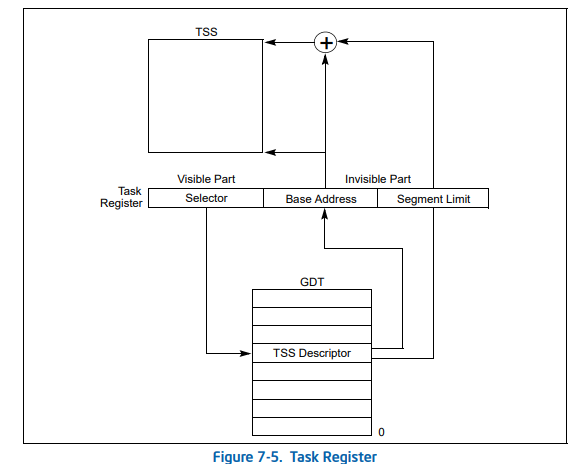 TSS
+
Visible Part
Invisible Part
Task
Register
Selector
Base Address
Segment Limit
GDT
TSS Descriptor
0
Figure 7-5. Task Register